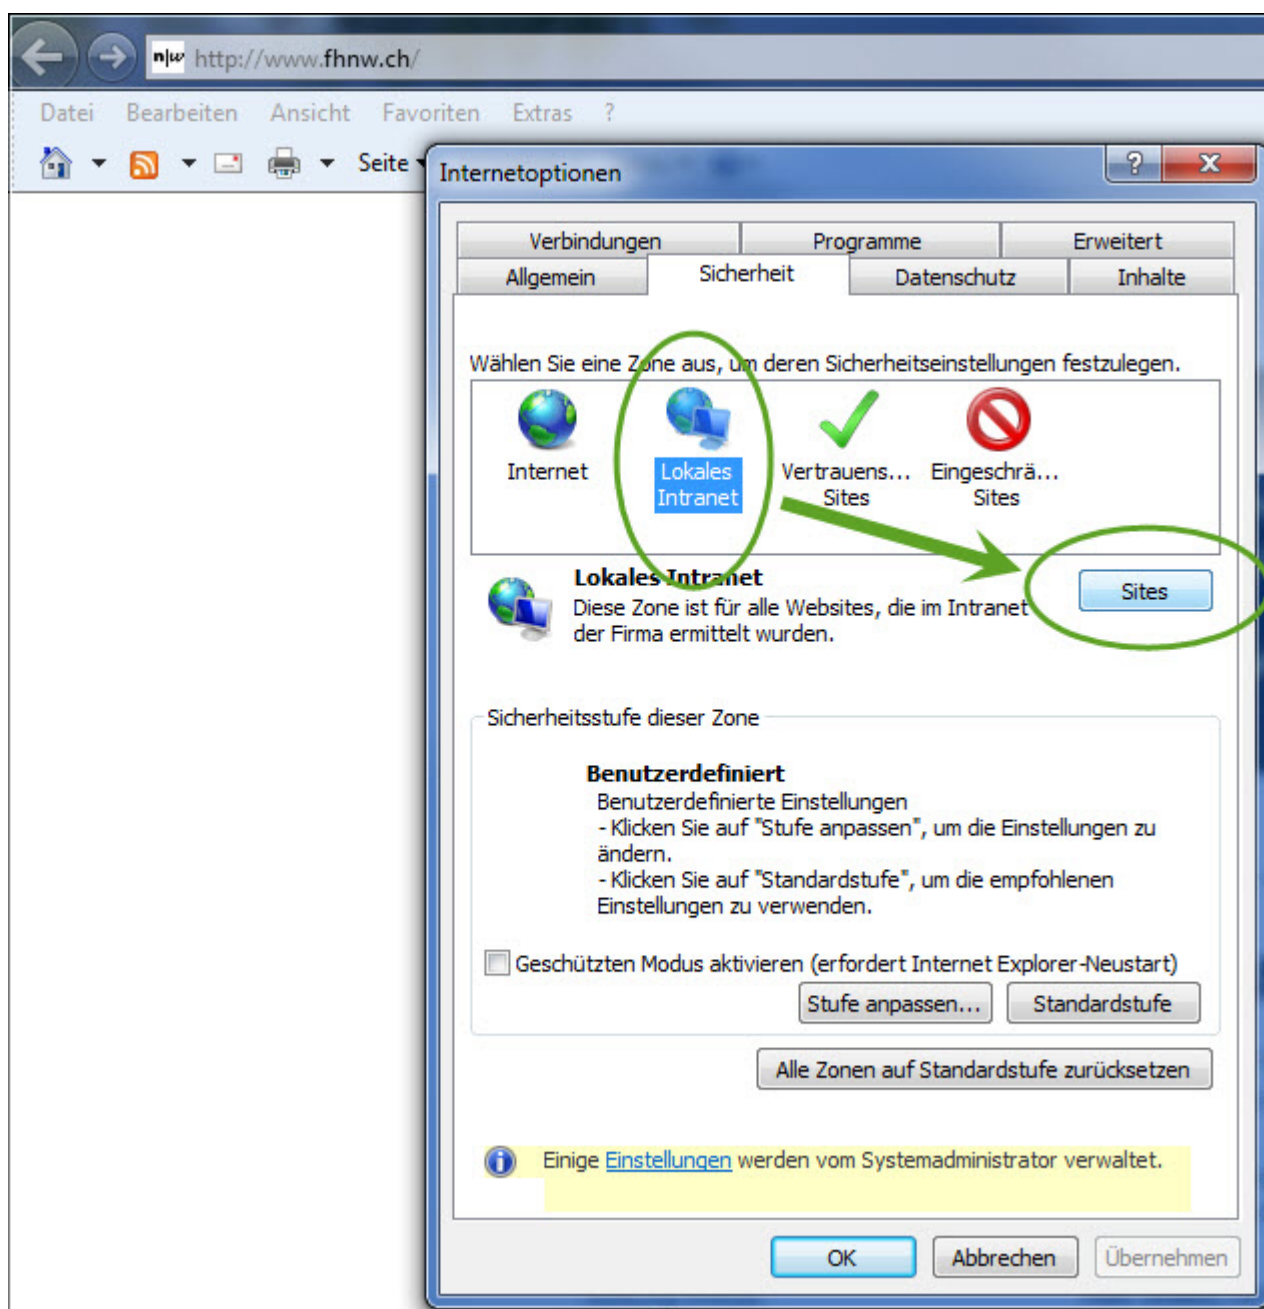 n|w http://www.fhnw.ch/
Datei Bearbeiten Ansicht Favoriten Extras ?
Seite
Internetoptionen
Verbindungen Programme Erweitert
Allgemein Sicherheit Datenschutz Inhalte
Wählen Sie eine Zone aus, um deren Sicherheitseinstellungen festzulegen.
Internet
Lokales
Intranet
Vertrauens...
Sites
Eingeschrä...
Sites
Lokales Intranet
Diese Zone ist für alle Websites, die im Intranet
der Firma ermittelt wurden.
Sites
Sicherheitsstufe dieser Zone
Benutzerdefiniert
Benutzerdefinierte Einstellungen
- Klicken Sie auf "Stufe anpassen", um die Einstellungen zu
ändern.
- Klicken Sie auf "Standardstufe", um die empfohlenen
Einstellungen zu verwenden.
Geschützten Modus aktivieren (erfordert Internet Explorer-Neustart)
Stufe anpassen... Standardstufe
Alle Zonen auf Standardstufe zurücksetzen
Einige Einstellungen werden vom Systemadministrator verwaltet.
OK Abbrechen Übernehmen